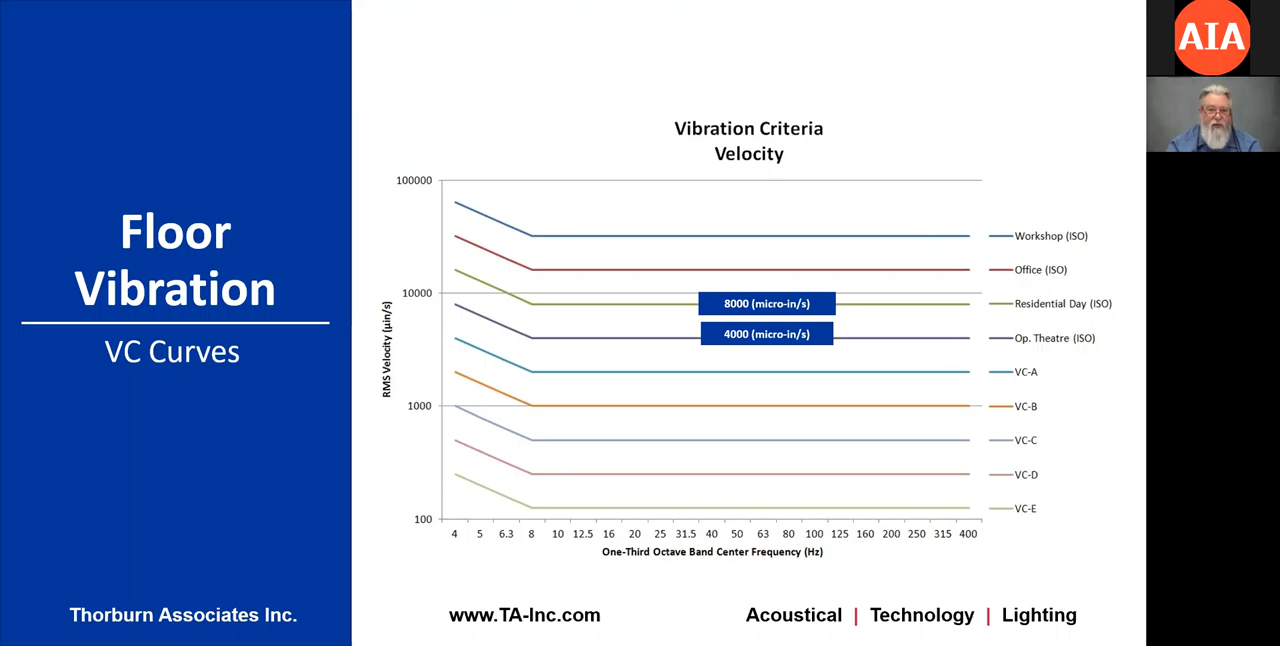 Floor
Vibration
VC Curves
Thorburn Associates Inc.
Vibration Criteria
Velocity
RMS Velocity (µin/s)
100000
10000
1000
100
8000 (micro-in/s)
4000 (micro-in/s)
Workshop (ISO)
Office (ISO)
Residential Day (ISO)
Op. Theatre (ISO)
VC-A
VC-B
VC-C
VC-D
VC-E
4 5 6.3 8 10 12.5 16 20 25 31.5 40 50 63 80 100 125 160 200 250 315 400
One-Third Octave Band Center Frequency (Hz)
www.TA-Inc.com
Acoustical | Technology | Lighting
AIA